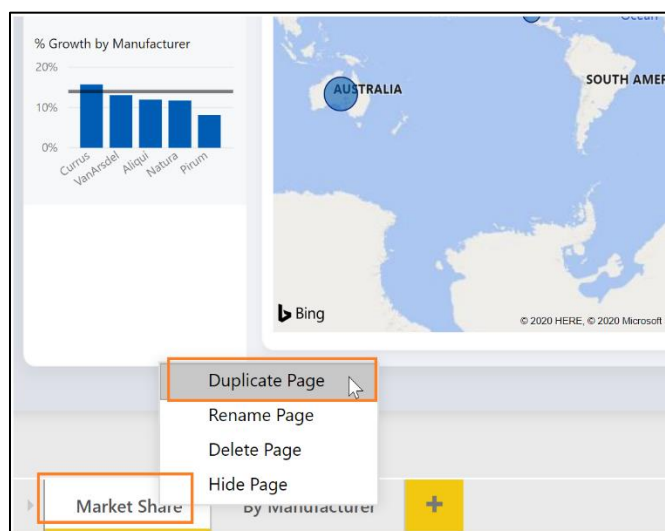 % Growth by Manufacturer
20%
10%
0%
Currus
VanArsdel
Aliqui
Natura
Pirum
Ocean
AUSTRALIA
SOUTH AMER
Bing
© 2020 HERE, © 2020 Microsoft
Duplicate Page
Rename Page
Delete Page
Hide Page
Market Share
By Manufacturer
+